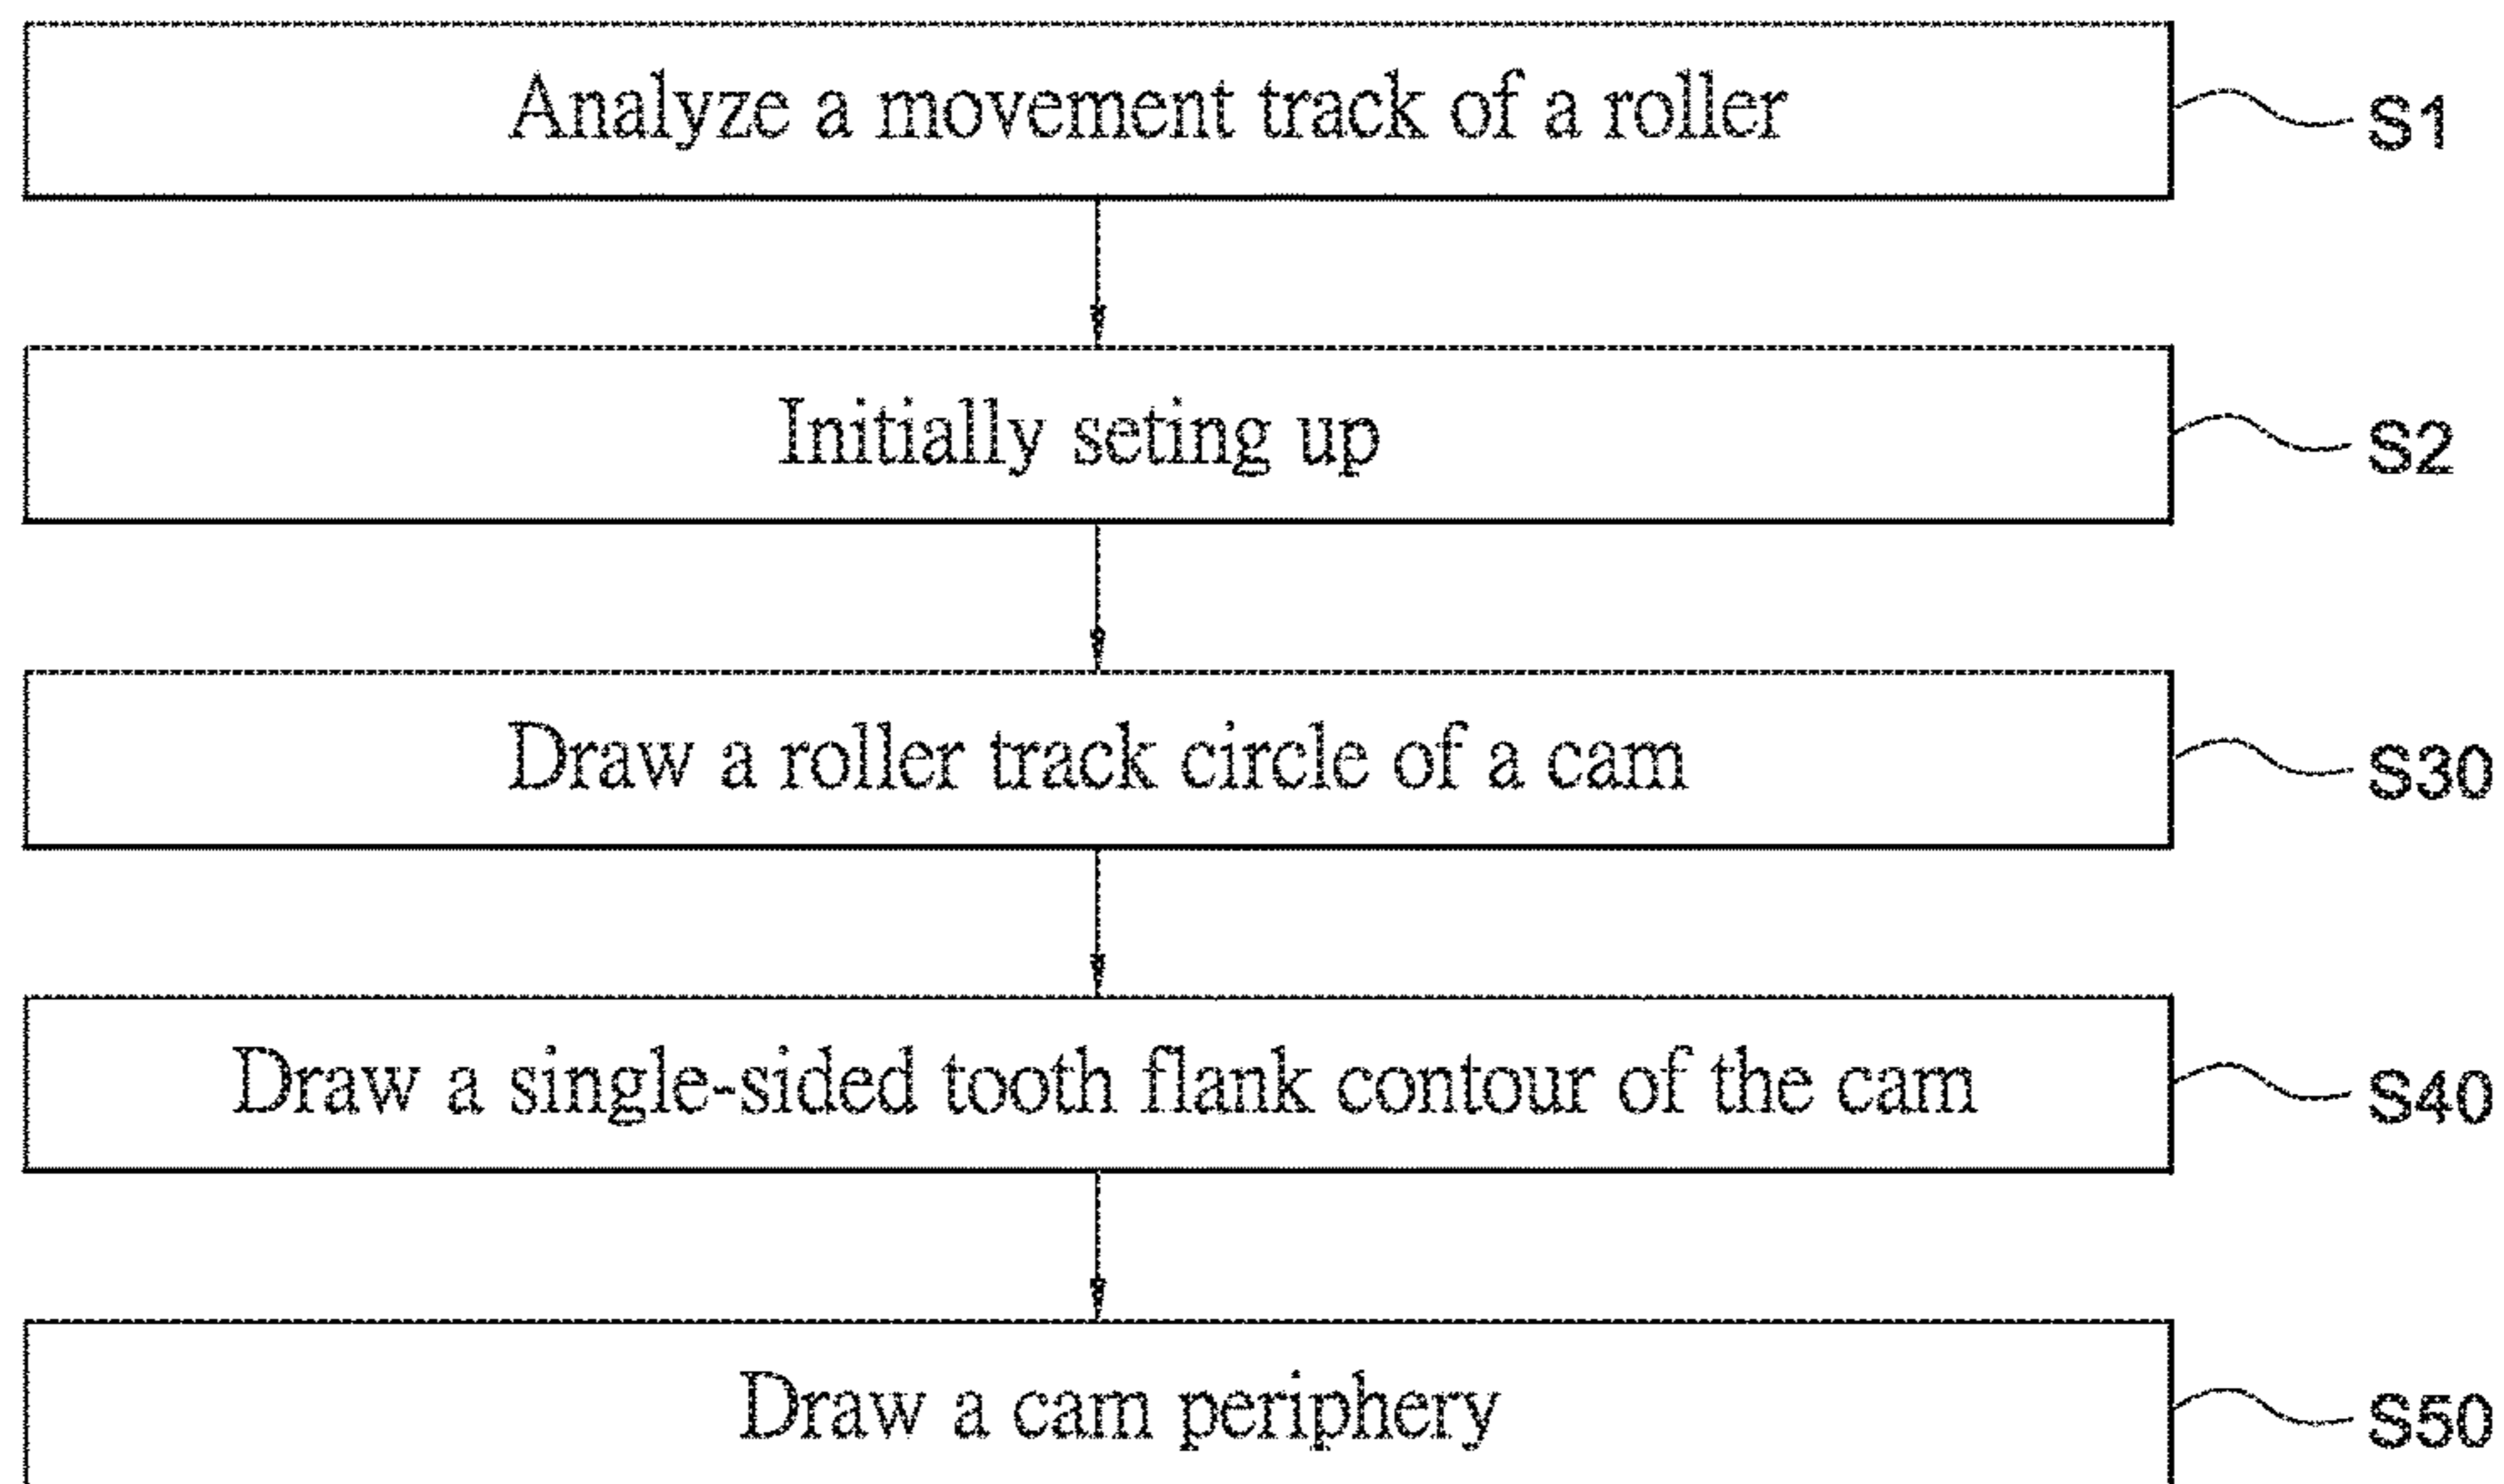 Analyze a movement track of a roller
S1
Initially seting up
S2
Draw a roller track circle of a cam
S30
Draw a single-sided tooth flank contour of the cam
S40
Draw a cam periphery
S50